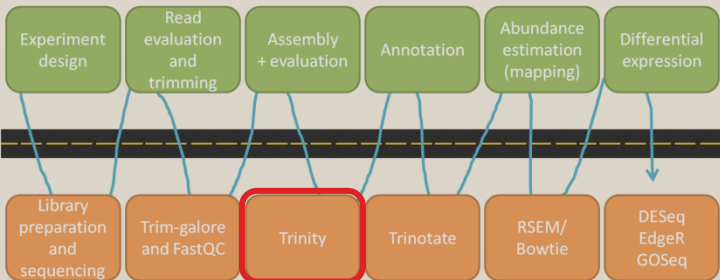 Experiment
design
Read
evaluation
and
trimming
Assembly
+ evaluation
Annotation
Abundance
estimation
(mapping)
Differential
expression
Library
preparation
and
sequencing
Trim-galore
and FastQC
Trinity
Trinotate
RSEM/
Bowtie
DESeq
EdgeR
GOSeq